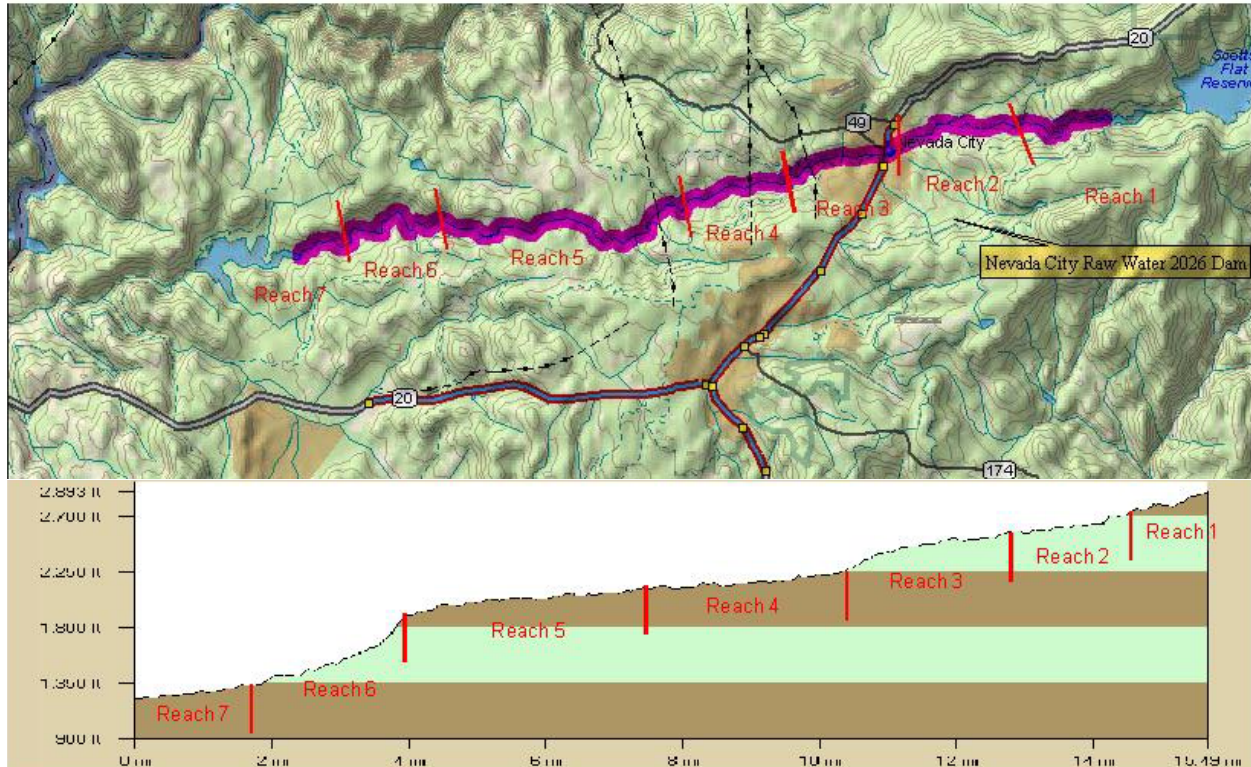 20
Scotts
Flat
Reservoir
49
Nevada City
Reach 2
Reach 1
Reach 3
Reach 4
Nevada City Raw Water 2026 Dam
Reach 5
Reach 6
Reach 7
20
174
2.893 ft
2.700 ft
2.250 ft
1.800 ft
1.350 ft
900 ft
Reach 1
Reach 2
Reach 3
Reach 4
Reach 5
Reach 6
Reach 7
0 mi
2 mi
4 mi
6 mi
8 mi
10 mi
12 mi
14 mi
15.49 mi